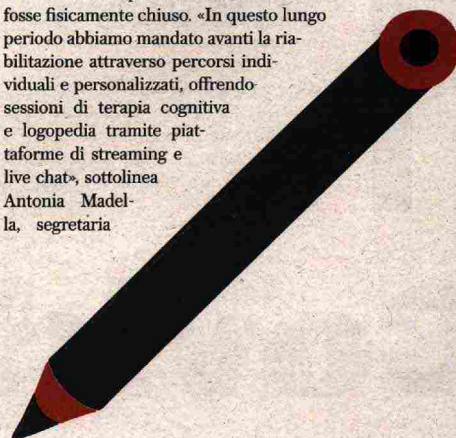 fosse fisicamente chiuso. «In questo lungo
periodo abbiamo mandato avanti la ria-
bilitazione attraverso percorsi indi-
viduali e personalizzati, offrendo
sessioni di terapia cognitiva
e logopedia tramite piat-
taforme di streaming e
live chat», sottolinea
Antonia Madel-
la, segretaria